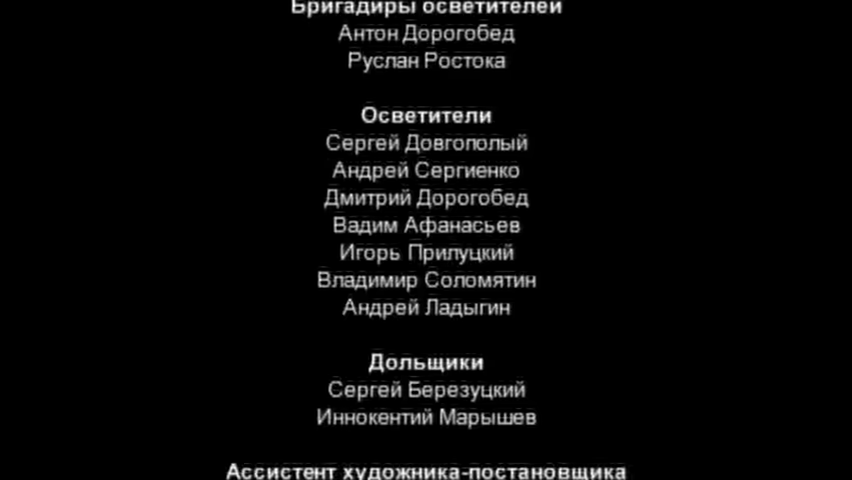 Бригадиры осветителей
Антон Дорогобед
Руслан Ростока
Осветители
Сергей Довгополый
Андрей Сергиенко
Дмитрий Дорогобед
Вадим Афанасьев
Игорь Прилуцкий
Владимир Соломятин
Андрей Ладыгин
Дольщики
Сергей Березуцкий
Иннокентий Марышев
Ассистент художника-постановщика